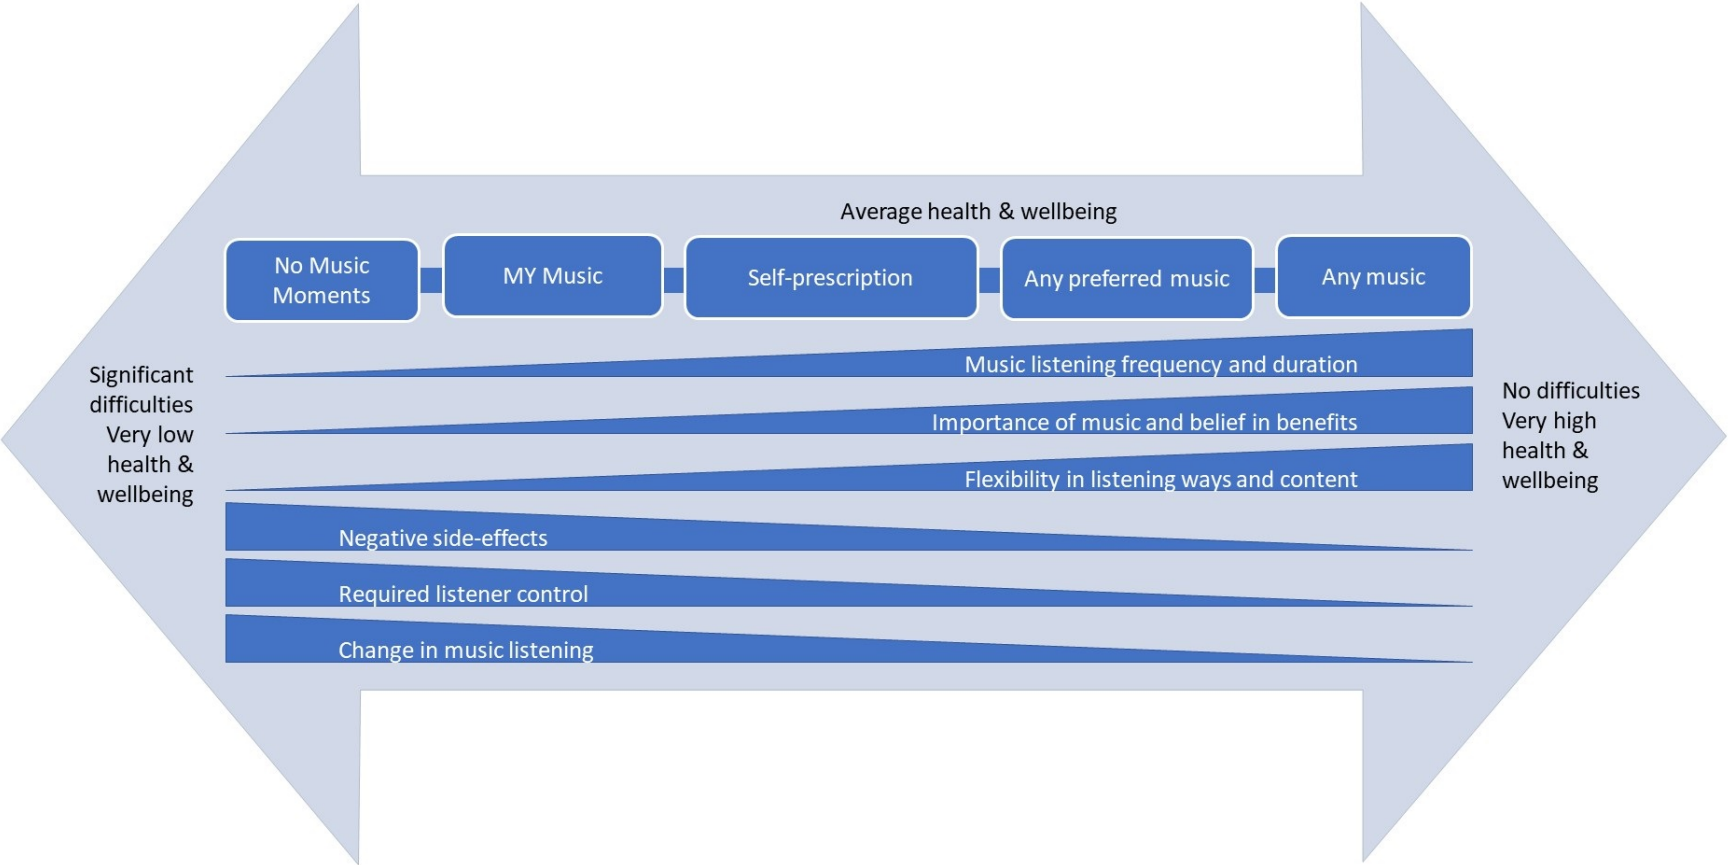 Average health & wellbeing
No Music
Moments
MY Music
Self-prescription
Any preferred music
Any music
Music listening frequency and duration
Importance of music and belief in benefits
Flexibility in listening ways and content
Negative side-effects
Required listener control
Change in music listening
Significant
difficulties
Very low
health &
wellbeing
No difficulties
Very high
health &
wellbeing